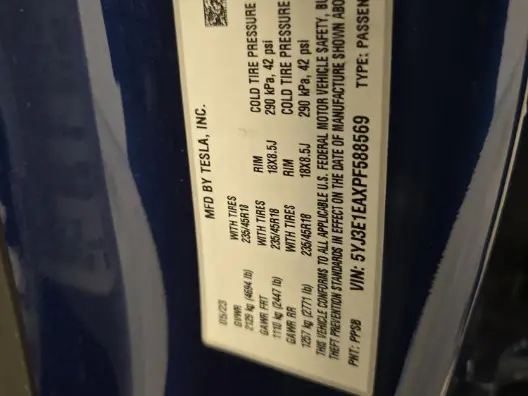 MFD BY TESLA, INC.
05/23
GVWR
2129 kg (4694 lb)
GAWR FRT WITH TIRES RIM COLD TIRE PRESSURE
1110 kg (2447 lb) 235/45R18 18X8.5J 290 kPa, 42 psi
GAWR RR WITH TIRES RIM COLD TIRE PRESSURE
1257 kg (2771 lb) 235/45R18 18X8.5J 290 kPa, 42 psi
THIS VEHICLE CONFORMS TO ALL APPLICABLE U.S. FEDERAL MOTOR VEHICLE SAFETY,
THEFT PREVENTION STANDARDS IN EFFECT ON THE DATE OF MANUFACTURE SHOWN
VIN: 5YJ3E1EAXPF588569 TYPE: PASSEN
PNT: PPSB